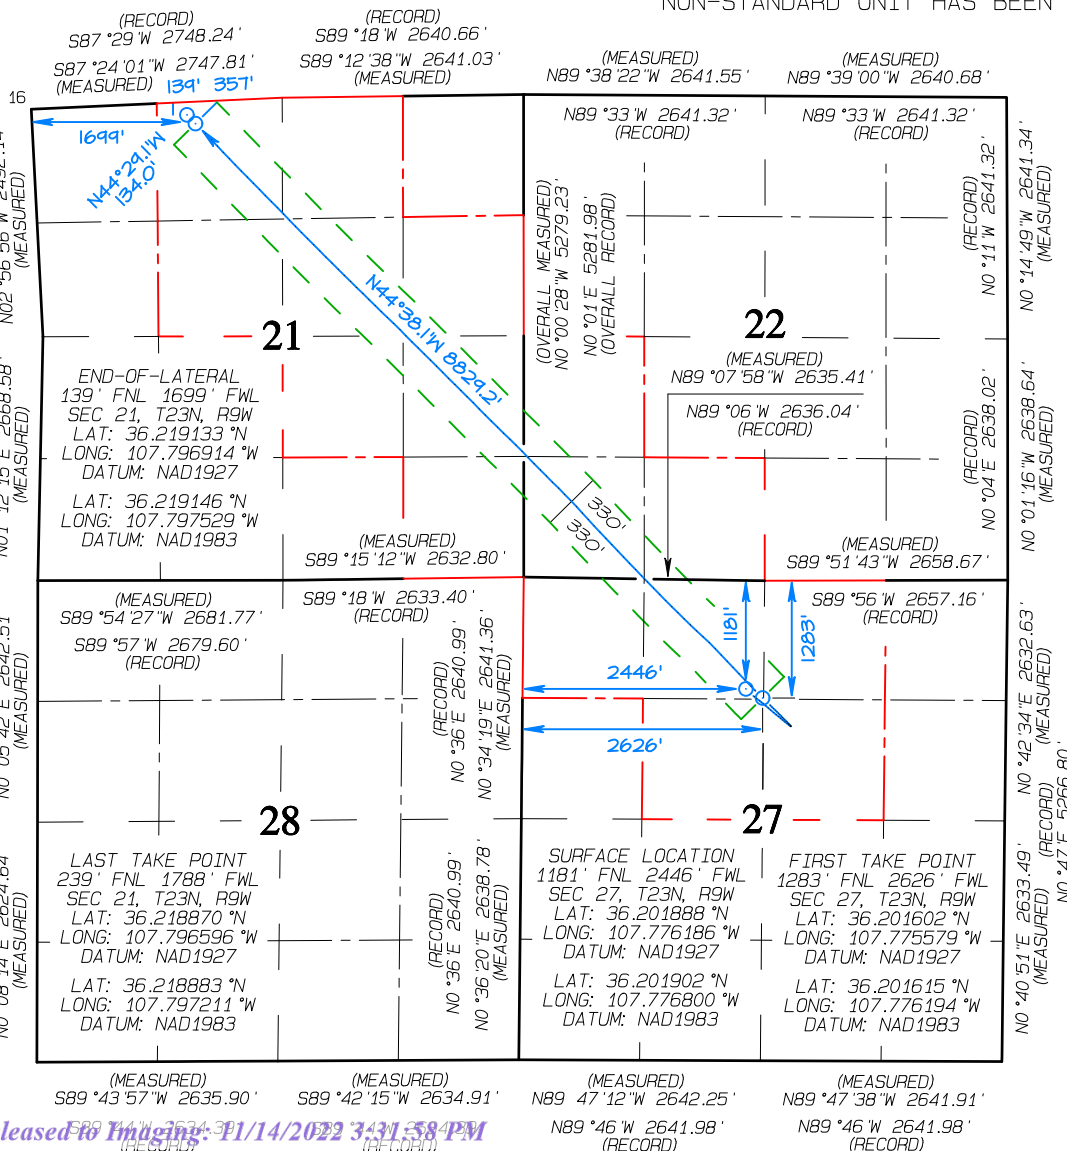 NON-STANDARD UNIT HAS BEEN
(RECORD)
S87°29'W 2748.24'
S87°24'01"W 2747.81'
(MEASURED)
(RECORD)
S89°18'W 2640.66'
S89°12'38"W 2641.03'
(MEASURED)
(MEASURED)
N89°38'22"W 2641.55'
N89°33'W 2641.32'
(RECORD)
(MEASURED)
N89°39'00"W 2640.68'
N89°33'W 2641.32'
(RECORD)
16
139' 357'
1699'
N44°29.1'W
134.0'
(MEASURED)
N44°38.1'W 8829.2'
(OVERALL MEASURED)
N0°00'28"W 5279.23'
N0°01'E 5281.98'
(OVERALL RECORD)
(RECORD)
N0°11'W 2641.32'
N0°14'49"W 2641.34'
(MEASURED)
21
22
(MEASURED)
N89°07'58"W 2635.41'
N89°06'W 2636.04'
(RECORD)
(RECORD)
N0°04'E 2638.02'
N0°01'16"W 2638.64'
(MEASURED)
N01°12'15"E 2668.58'
(MEASURED)
END-OF-LATERAL
139' FNL 1699' FWL
SEC 21, T23N, R9W
LAT: 36.219133°N
LONG: 107.796914°W
DATUM: NAD1927
LAT: 36.219146°N
LONG: 107.797529°W
DATUM: NAD1983
330'
330'
(MEASURED)
S89°15'12"W 2632.80'
S89°18'W 2633.40'
(RECORD)
(MEASURED)
S89°51'43"W 2658.67'
S89°56'W 2657.16'
(RECORD)
(MEASURED)
S89°54'27"W 2681.77'
S89°57'W 2679.60'
(RECORD)
1181'
1283'
2446'
2626'
(MEASURED)
(RECORD)
N0°36'E 2640.99'
N0°34'19"E 2641.36'
(MEASURED)
N0°42'34"E 2632.63'
(MEASURED)
(RECORD)
N0°47'E 5266.80'
28
27
LAST TAKE POINT
239' FNL 1788' FWL
SEC 21, T23N, R9W
LAT: 36.218870°N
LONG: 107.796596°W
DATUM: NAD1927
LAT: 36.218883°N
LONG: 107.797211°W
DATUM: NAD1983
(RECORD)
N0°36'E 2640.99'
N0°36'20"E 2638.78'
(MEASURED)
SURFACE LOCATION
1181' FNL 2446' FWL
SEC 27, T23N, R9W
LAT: 36.201888°N
LONG: 107.776186°W
DATUM: NAD1927
LAT: 36.201902°N
LONG: 107.776800°W
DATUM: NAD1983
FIRST TAKE POINT
1283' FNL 2626' FWL
SEC 27, T23N, R9W
LAT: 36.201602°N
LONG: 107.775579°W
DATUM: NAD1927
LAT: 36.201615°N
LONG: 107.776194°W
DATUM: NAD1983
N0°40'51"E 2633.49'
(MEASURED)
(MEASURED)
(MEASURED)
S89°43'57"W 2635.90'
(RECORD)
(MEASURED)
S89°42'15"W 2634.91'
(RECORD)
(MEASURED)
N89 47'12"W 2642.25'
N89°46'W 2641.98'
(RECORD)
(MEASURED)
N89°47'38"W 2641.91'
N89°46'W 2641.98'
(RECORD)
leased to Imaging: 11/14/2022 3:31:58 PM